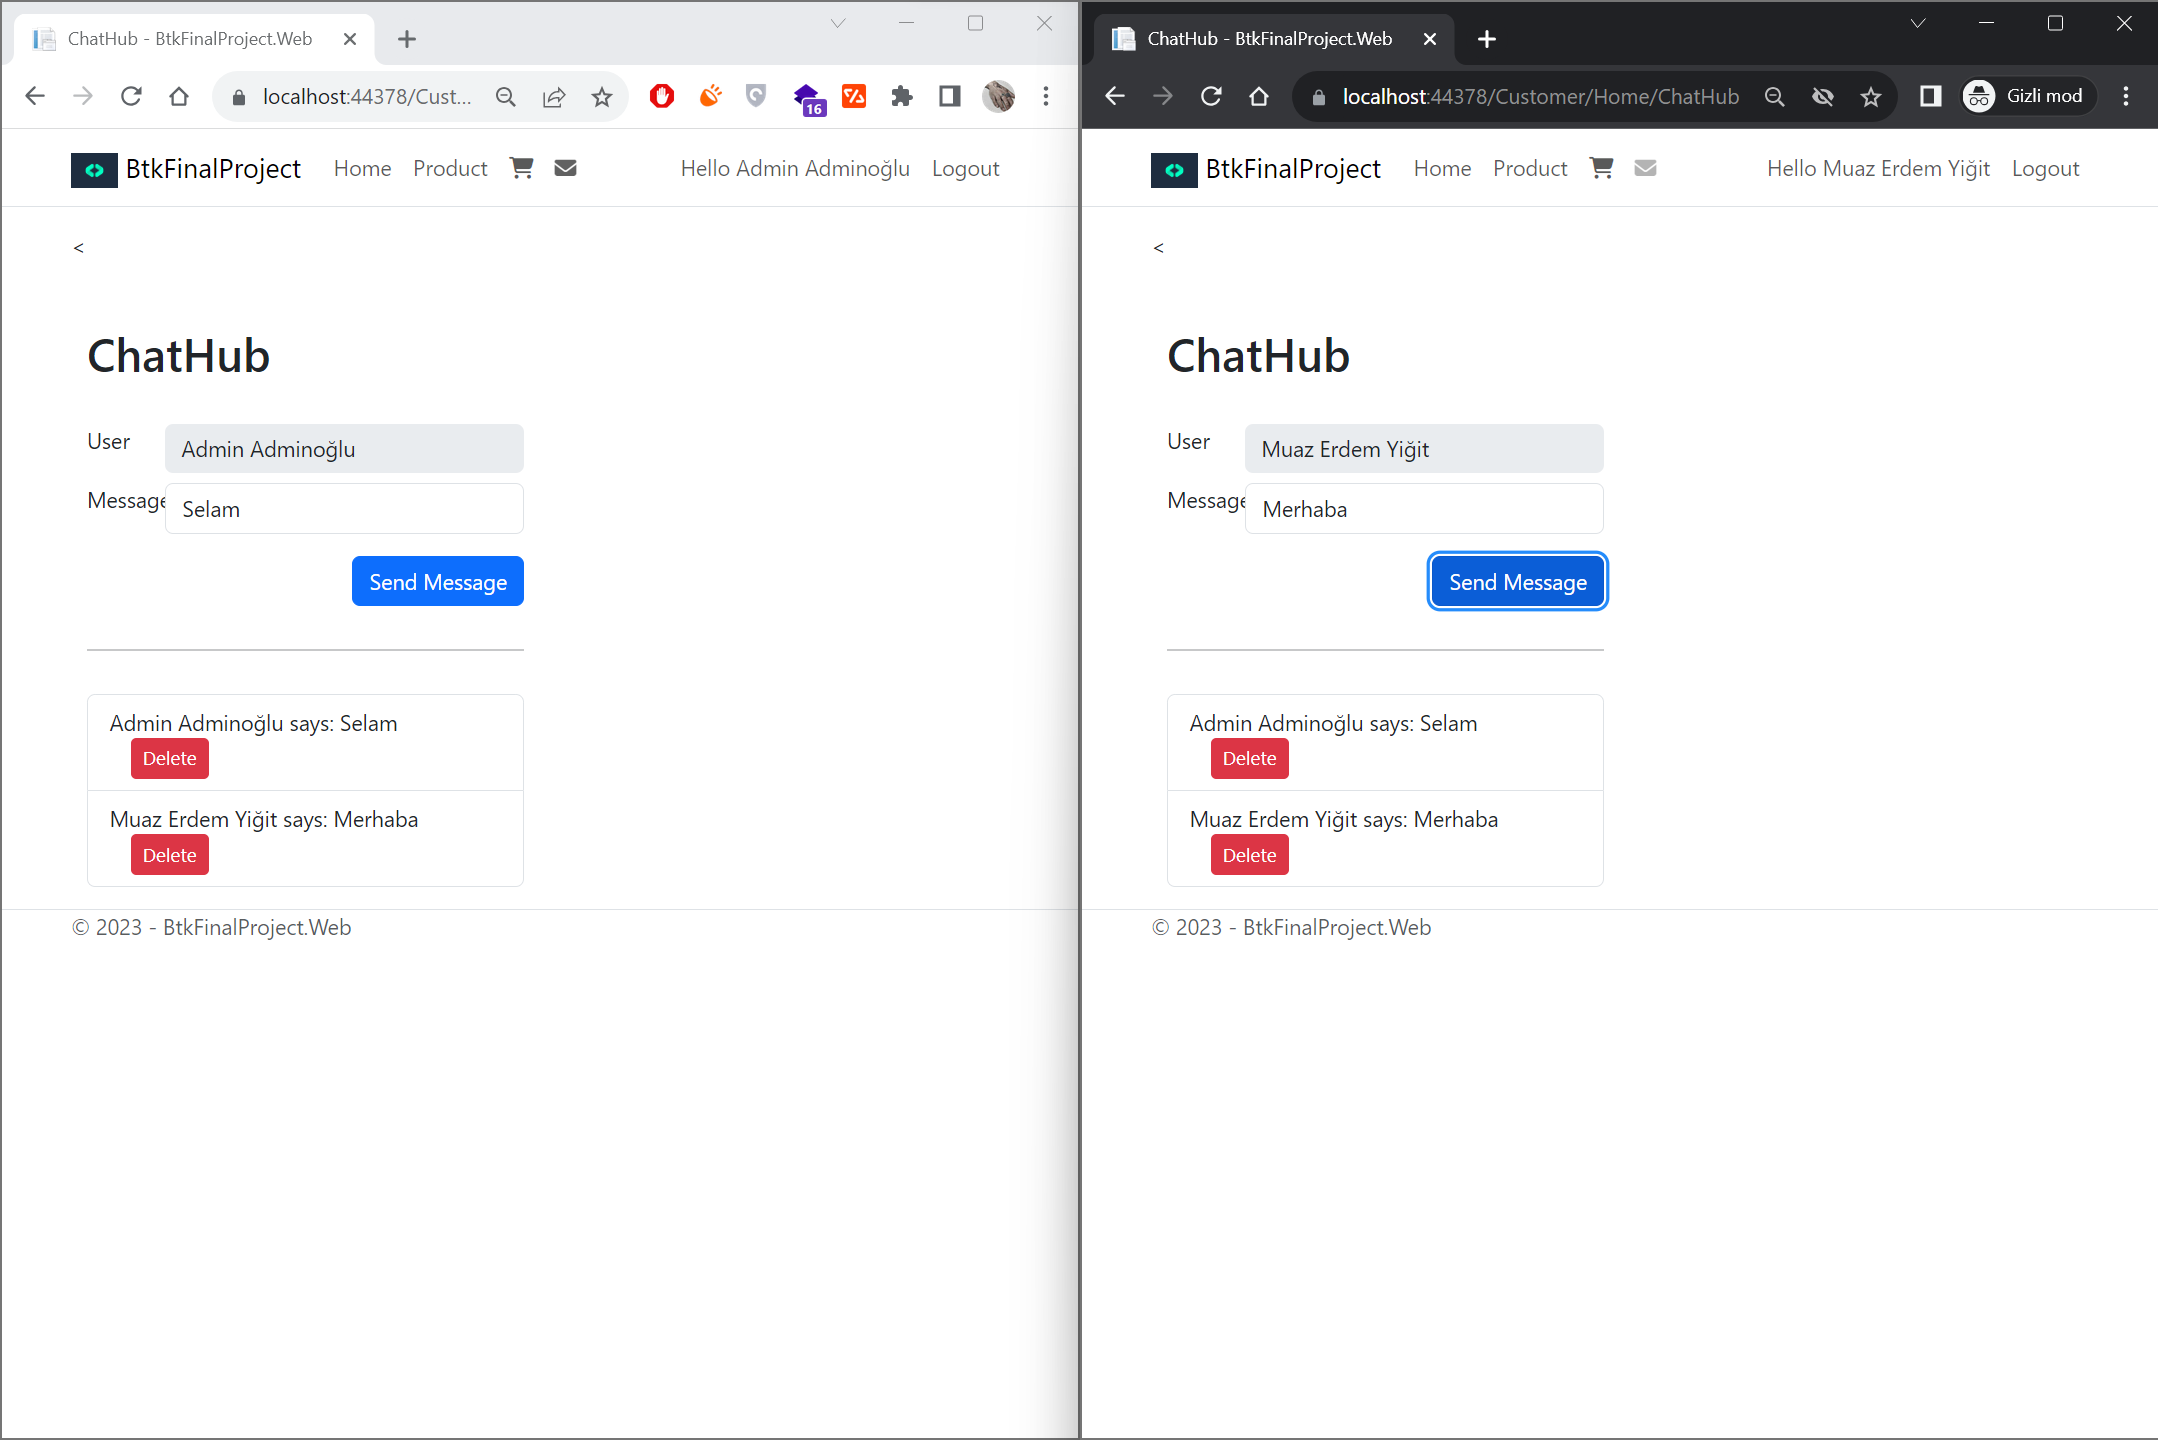 ChatHub - BtkFinalProject.Web
localhost:44378/Cust...
16
BtkFinalProject Home Product Hello Admin Adminoğlu Logout
<
ChatHub
User Admin Adminoğlu
Message Selam
Send Message
Admin Adminoğlu says: Selam
Delete
Muaz Erdem Yiğit says: Merhaba
Delete
© 2023 - BtkFinalProject.Web
ChatHub - BtkFinalProject.Web
localhost:44378/Customer/Home/ChatHub Gizli mod
BtkFinalProject Home Product Hello Muaz Erdem Yiğit Logout
<
ChatHub
User Muaz Erdem Yiğit
Message Merhaba
Send Message
Admin Adminoğlu says: Selam
Delete
Muaz Erdem Yiğit says: Merhaba
Delete
© 2023 - BtkFinalProject.Web